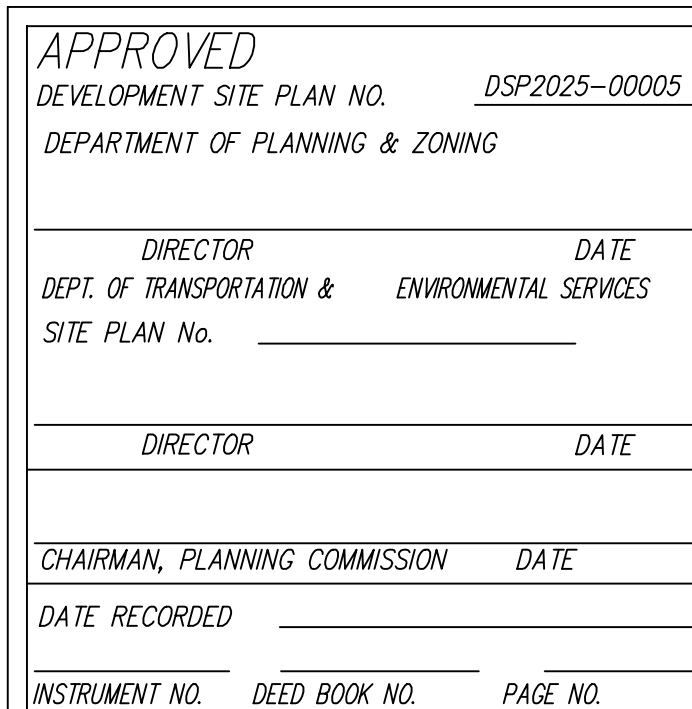 APPROVED
DEVELOPMENT SITE PLAN NO. DSP2025-00005
DEPARTMENT OF PLANNING & ZONING
DIRECTOR DATE
DEPT. OF TRANSPORTATION & ENVIRONMENTAL SERVICES
SITE PLAN No.
DIRECTOR DATE
CHAIRMAN, PLANNING COMMISSION DATE
DATE RECORDED
INSTRUMENT NO. DEED BOOK NO. PAGE NO.